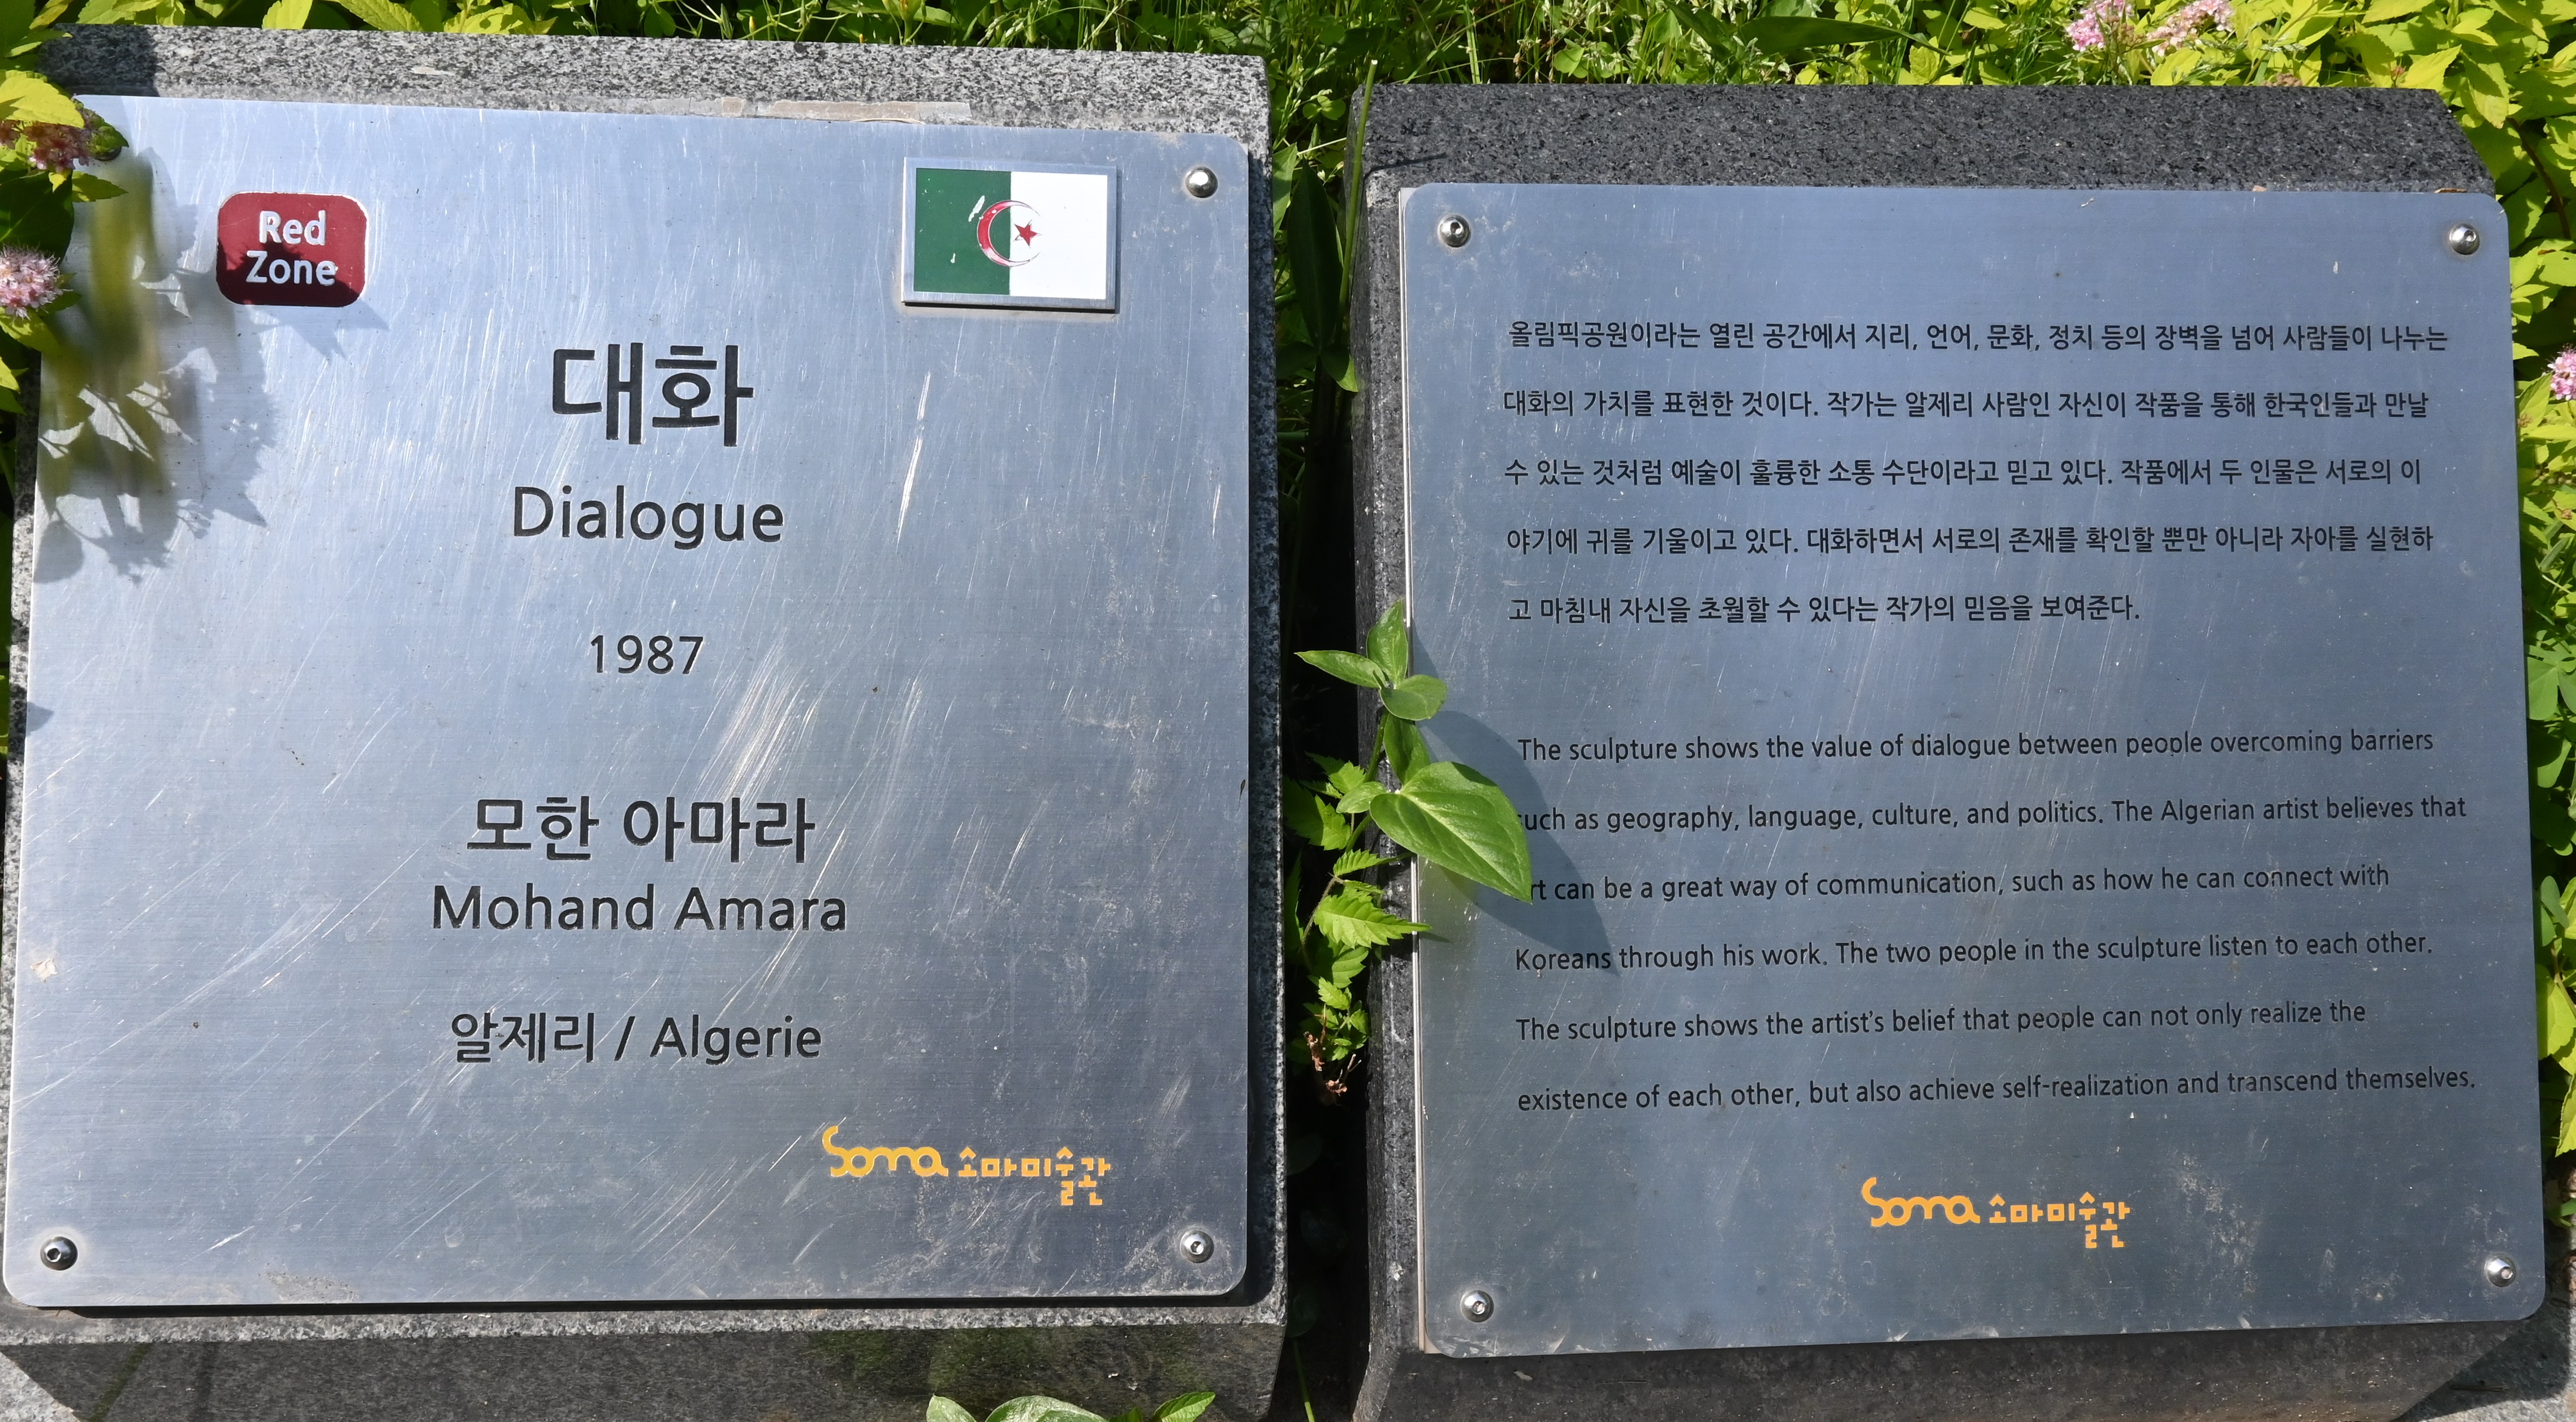 Red
Zone
대화
Dialogue
1987
모한 아마라
Mohand Amara
알제리 / Algerie
Soma 소마미술관
올림픽공원이라는 열린 공간에서 지리, 언어, 문화, 정치 등의 장벽을 넘어 사람들이 나누는
대화의 가치를 표현한 것이다. 작가는 알제리 사람인 자신이 작품을 통해 한국인들과 만날
수 있는 것처럼 예술이 훌륭한 소통 수단이라고 믿고 있다. 작품에서 두 인물은 서로의 이
야기에 귀를 기울이고 있다. 대화하면서 서로의 존재를 확인할 뿐만 아니라 자아를 실현하
고 마침내 자신을 초월할 수 있다는 작가의 믿음을 보여준다.
The sculpture shows the value of dialogue between people overcoming barriers
such as geography, language, culture, and politics. The Algerian artist believes that
art can be a great way of communication, such as how he can connect with
Koreans through his work. The two people in the sculpture listen to each other.
The sculpture shows the artist's belief that people can not only realize the
existence of each other, but also achieve self-realization and transcend themselves.
Soma 소마미술관